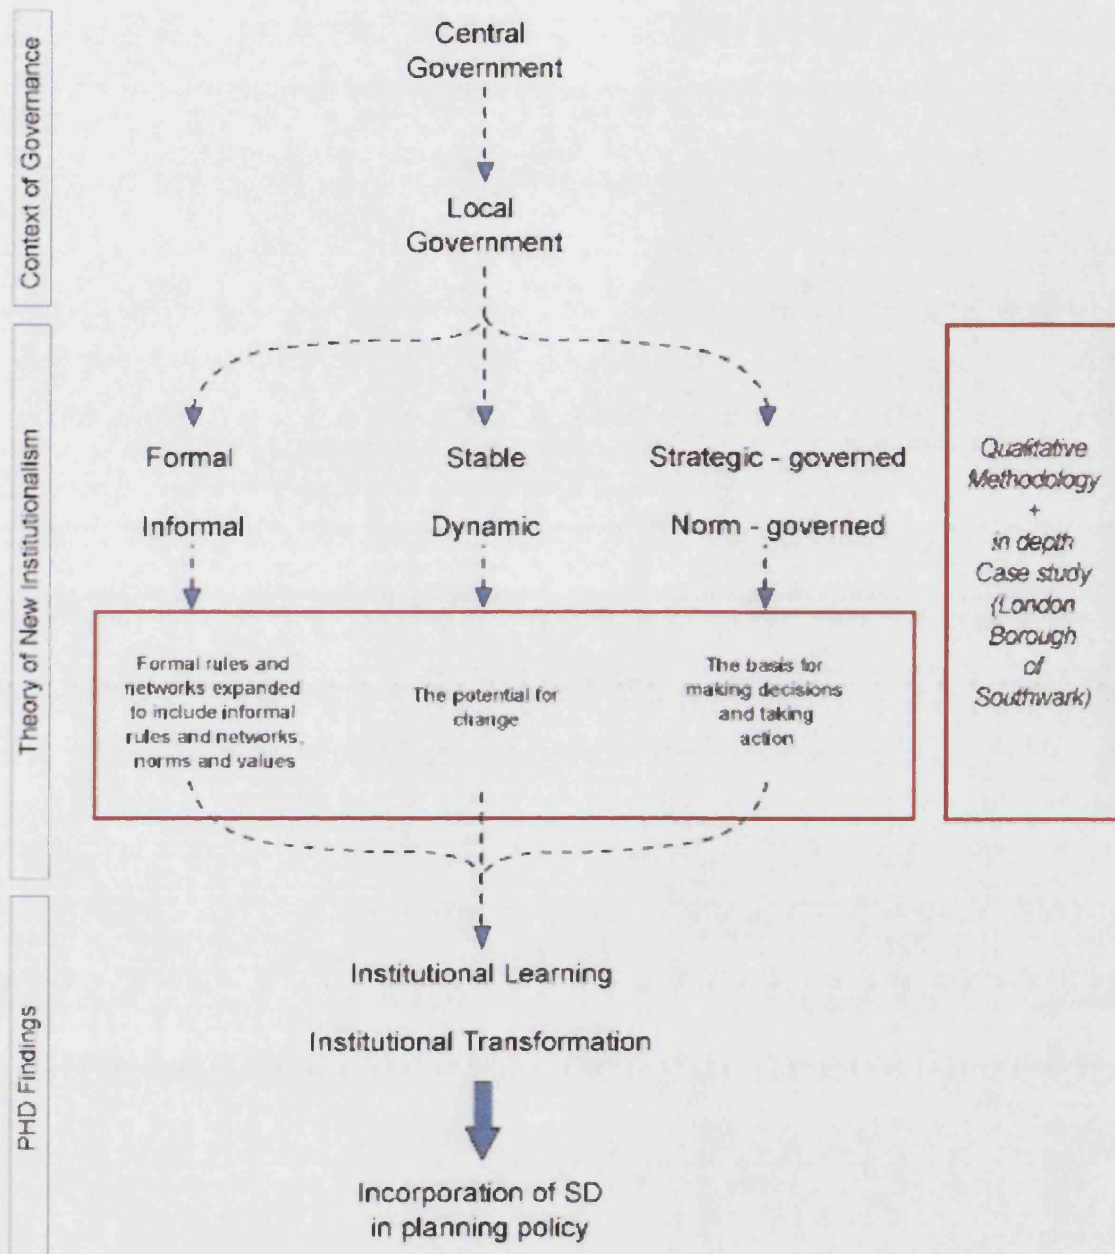 Context of Governance
Central
Government
Local
Government
Theory of New Institutionalism
Formal
Stable
Strategic - governed
Informal
Dynamic
Norm - governed
Formal rules and
networks expanded
to include informal
rules and networks,
norms and values
The potential for
change
The basis for
making decisions
and taking
action
Qualitative
Methodology
+
in depth
Case study
(London
Borough
of
Southwark)
PHD Findings
Institutional Learning
Institutional Transformation
Incorporation of SD
in planning policy